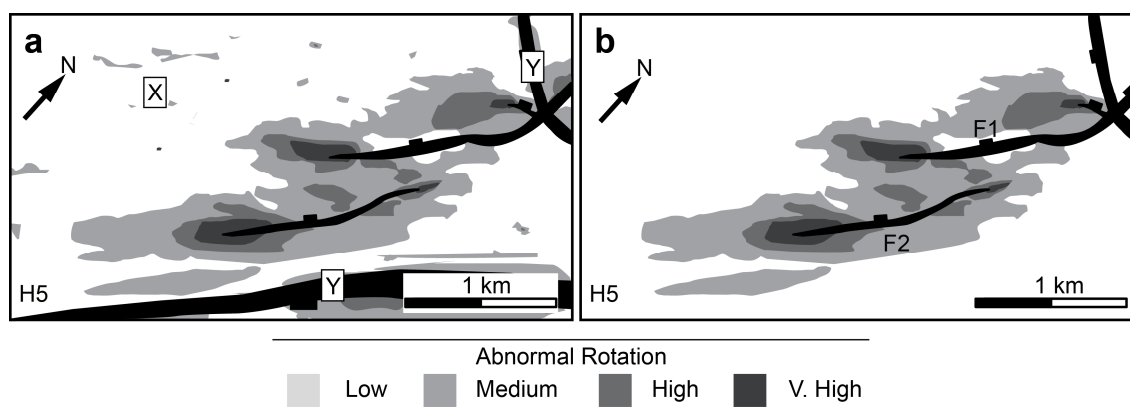 a
N
X
Y
Y
H5
1 km
b
N
F1
F2
H5
1 km
Abnormal Rotation
Low Medium High V. High